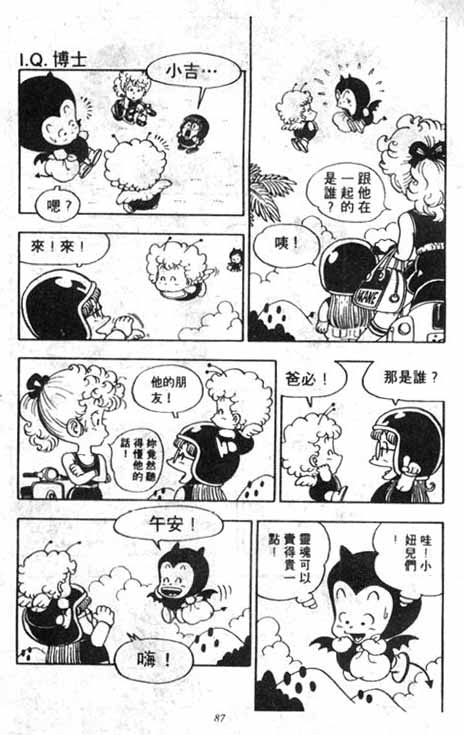 I.Q. 博士
跟他在
一起的
是誰?
咦!
AKANE
小吉…
嗯?
來!來!
那是誰?
爸必!
他的朋
友!
妳竟然聽
得懂他的
話!
哇!小
妞兒們
!
靈魂可以
賣得貴一
點!
午安!
嗨!
87